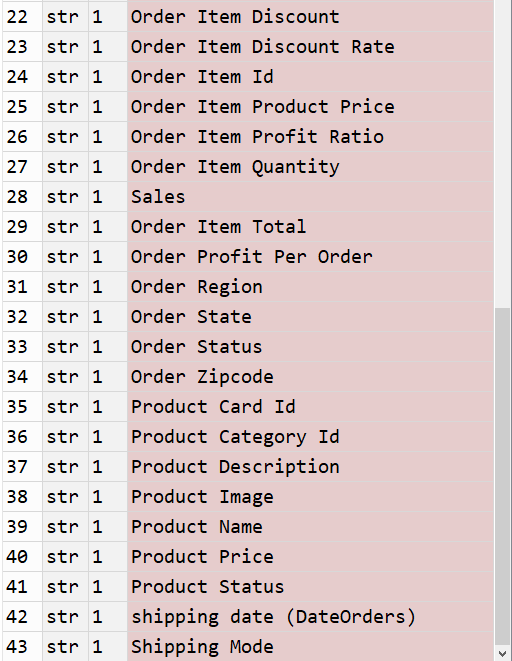 22 str 1 Order Item Discount
23 str 1 Order Item Discount Rate
24 str 1 Order Item Id
25 str 1 Order Item Product Price
26 str 1 Order Item Profit Ratio
27 str 1 Order Item Quantity
28 str 1 Sales
29 str 1 Order Item Total
30 str 1 Order Profit Per Order
31 str 1 Order Region
32 str 1 Order State
33 str 1 Order Status
34 str 1 Order Zipcode
35 str 1 Product Card Id
36 str 1 Product Category Id
37 str 1 Product Description
38 str 1 Product Image
39 str 1 Product Name
40 str 1 Product Price
41 str 1 Product Status
42 str 1 shipping date (DateOrders)
43 str 1 Shipping Mode